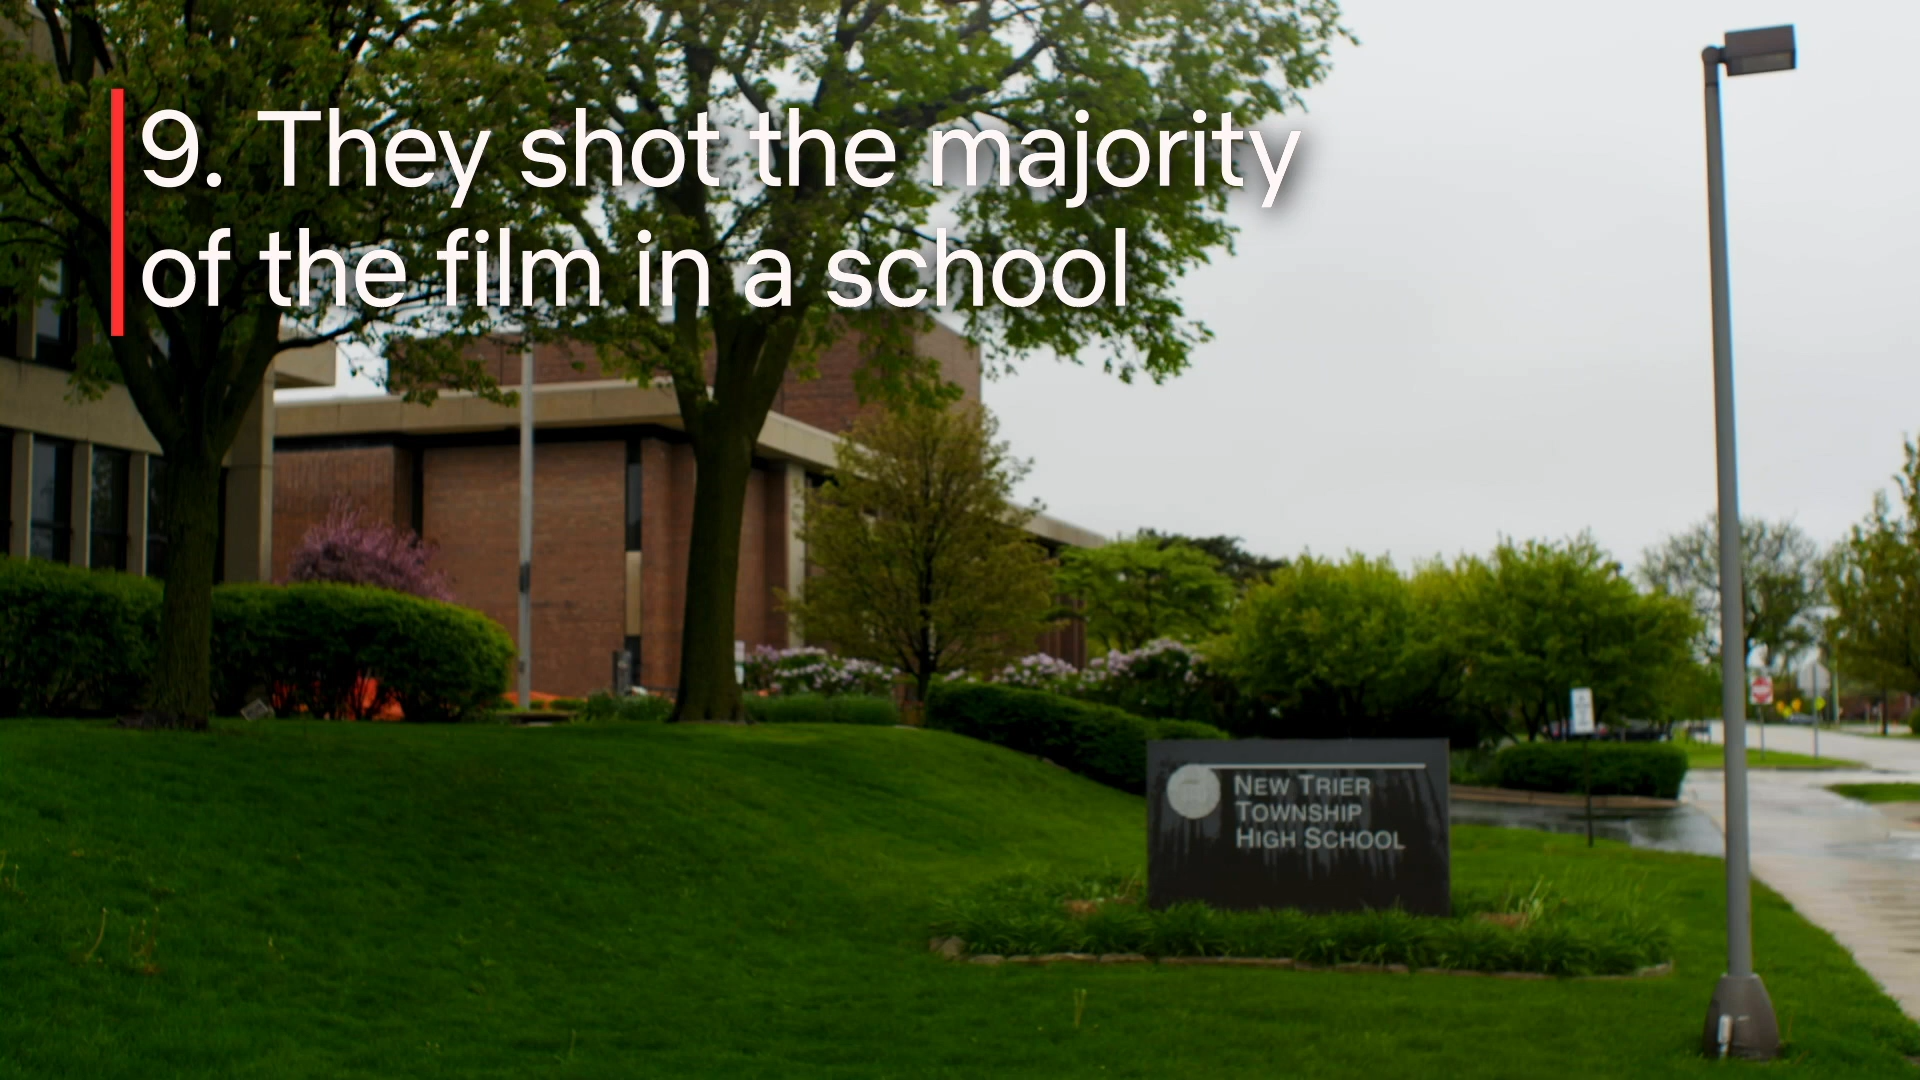 9. They shot the majority
of the film in a school
New Trier
Township
High School